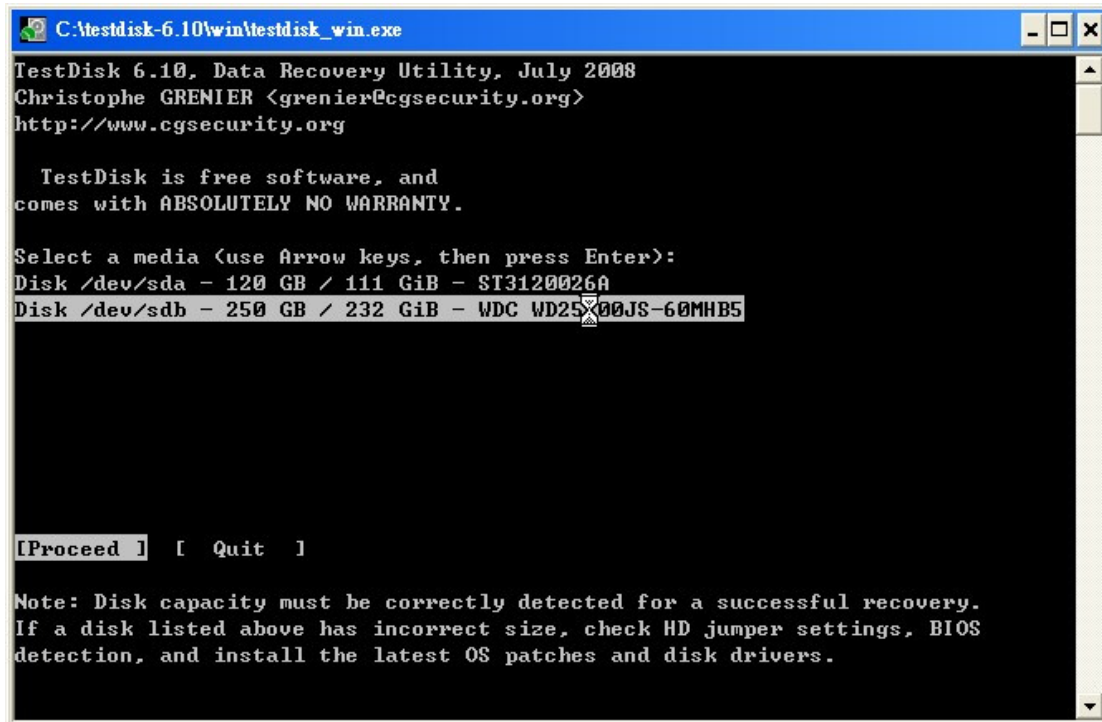 C:\testdisk-6.10\win\testdisk_win.exe
TestDisk 6.10, Data Recovery Utility, July 2008
Christophe GRENIER <grenier@cgsecurity.org>
http://www.cgsecurity.org
TestDisk is free software, and
comes with ABSOLUTELY NO WARRANTY.
Select a media (use Arrow keys, then press Enter):
Disk /dev/sda - 120 GB / 111 GiB - ST3120026A
Disk /dev/sdb - 250 GB / 232 GiB - WDC
[Proceed ] [ Quit ]
Note: Disk capacity must be correctly detected for a successful recovery.
If a disk listed above has incorrect size, check HD jumper settings, BIOS
detection, and install the latest OS patches and disk drivers.